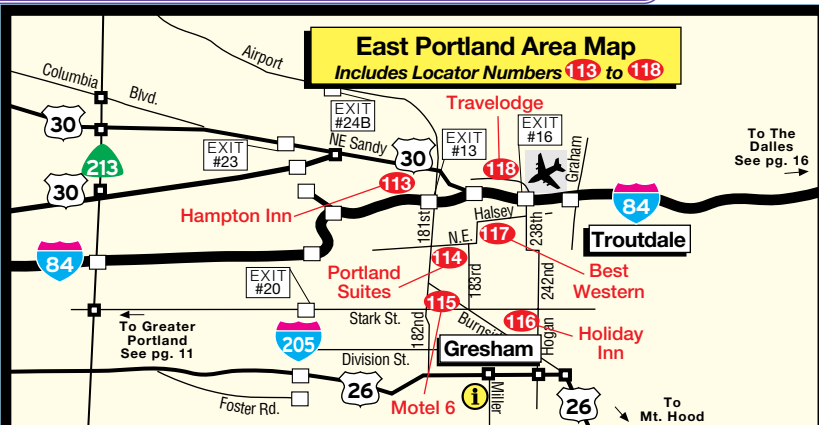 East Portland Area Map
Includes Locator Numbers 113 to 118
Airport
Columbia Blvd.
Travelodge
EXIT
#24B
EXIT
#16
30
NE Sandy
EXIT
#13
Graham
To The
Dalles
See pg. 16
EXIT
#23
30
213
118
30
113
Hampton Inn
181st
Halsey
84
N.E.
117
238th
Troutdale
84
114
Portland
Suites
183rd
242nd
Best
Western
EXIT
#20
115
To Greater
Portland
See pg. 11
Stark St.
182nd
116
Hogan
Holiday
Inn
205
Gresham
Division St.
26
Foster Rd.
Motel 6
i
Miller
26
To
Mt. Hood